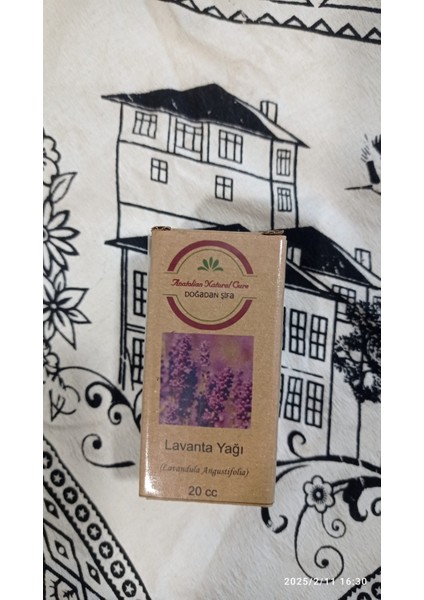 Anatolian Natural Care
DOĞADAN ŞİFA
Lavanta Yağı
(Lavandula Angustifolia)
20 cc
2025/2/11 16:30